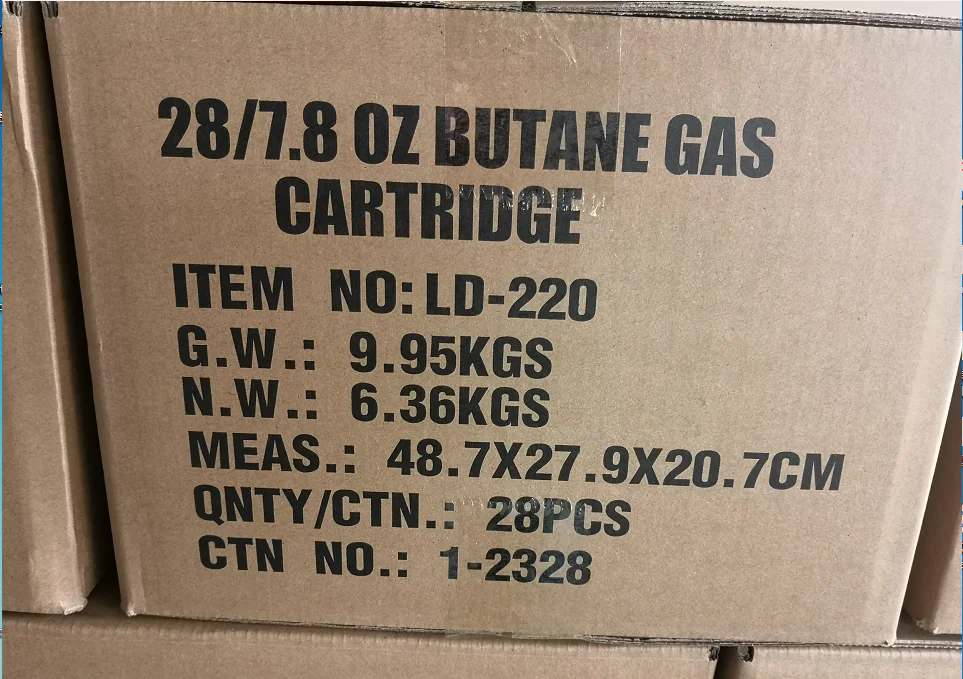 28/7.8 OZ BUTANE GAS
CARTRIDGE
ITEM NO: LD-220
G.W.: 9.95KGS
N.W.: 6.36KGS
MEAS.: 48.7X27.9X20.7CM
QNTY/CTN.: 28PCS
CTN NO.: 1-2328